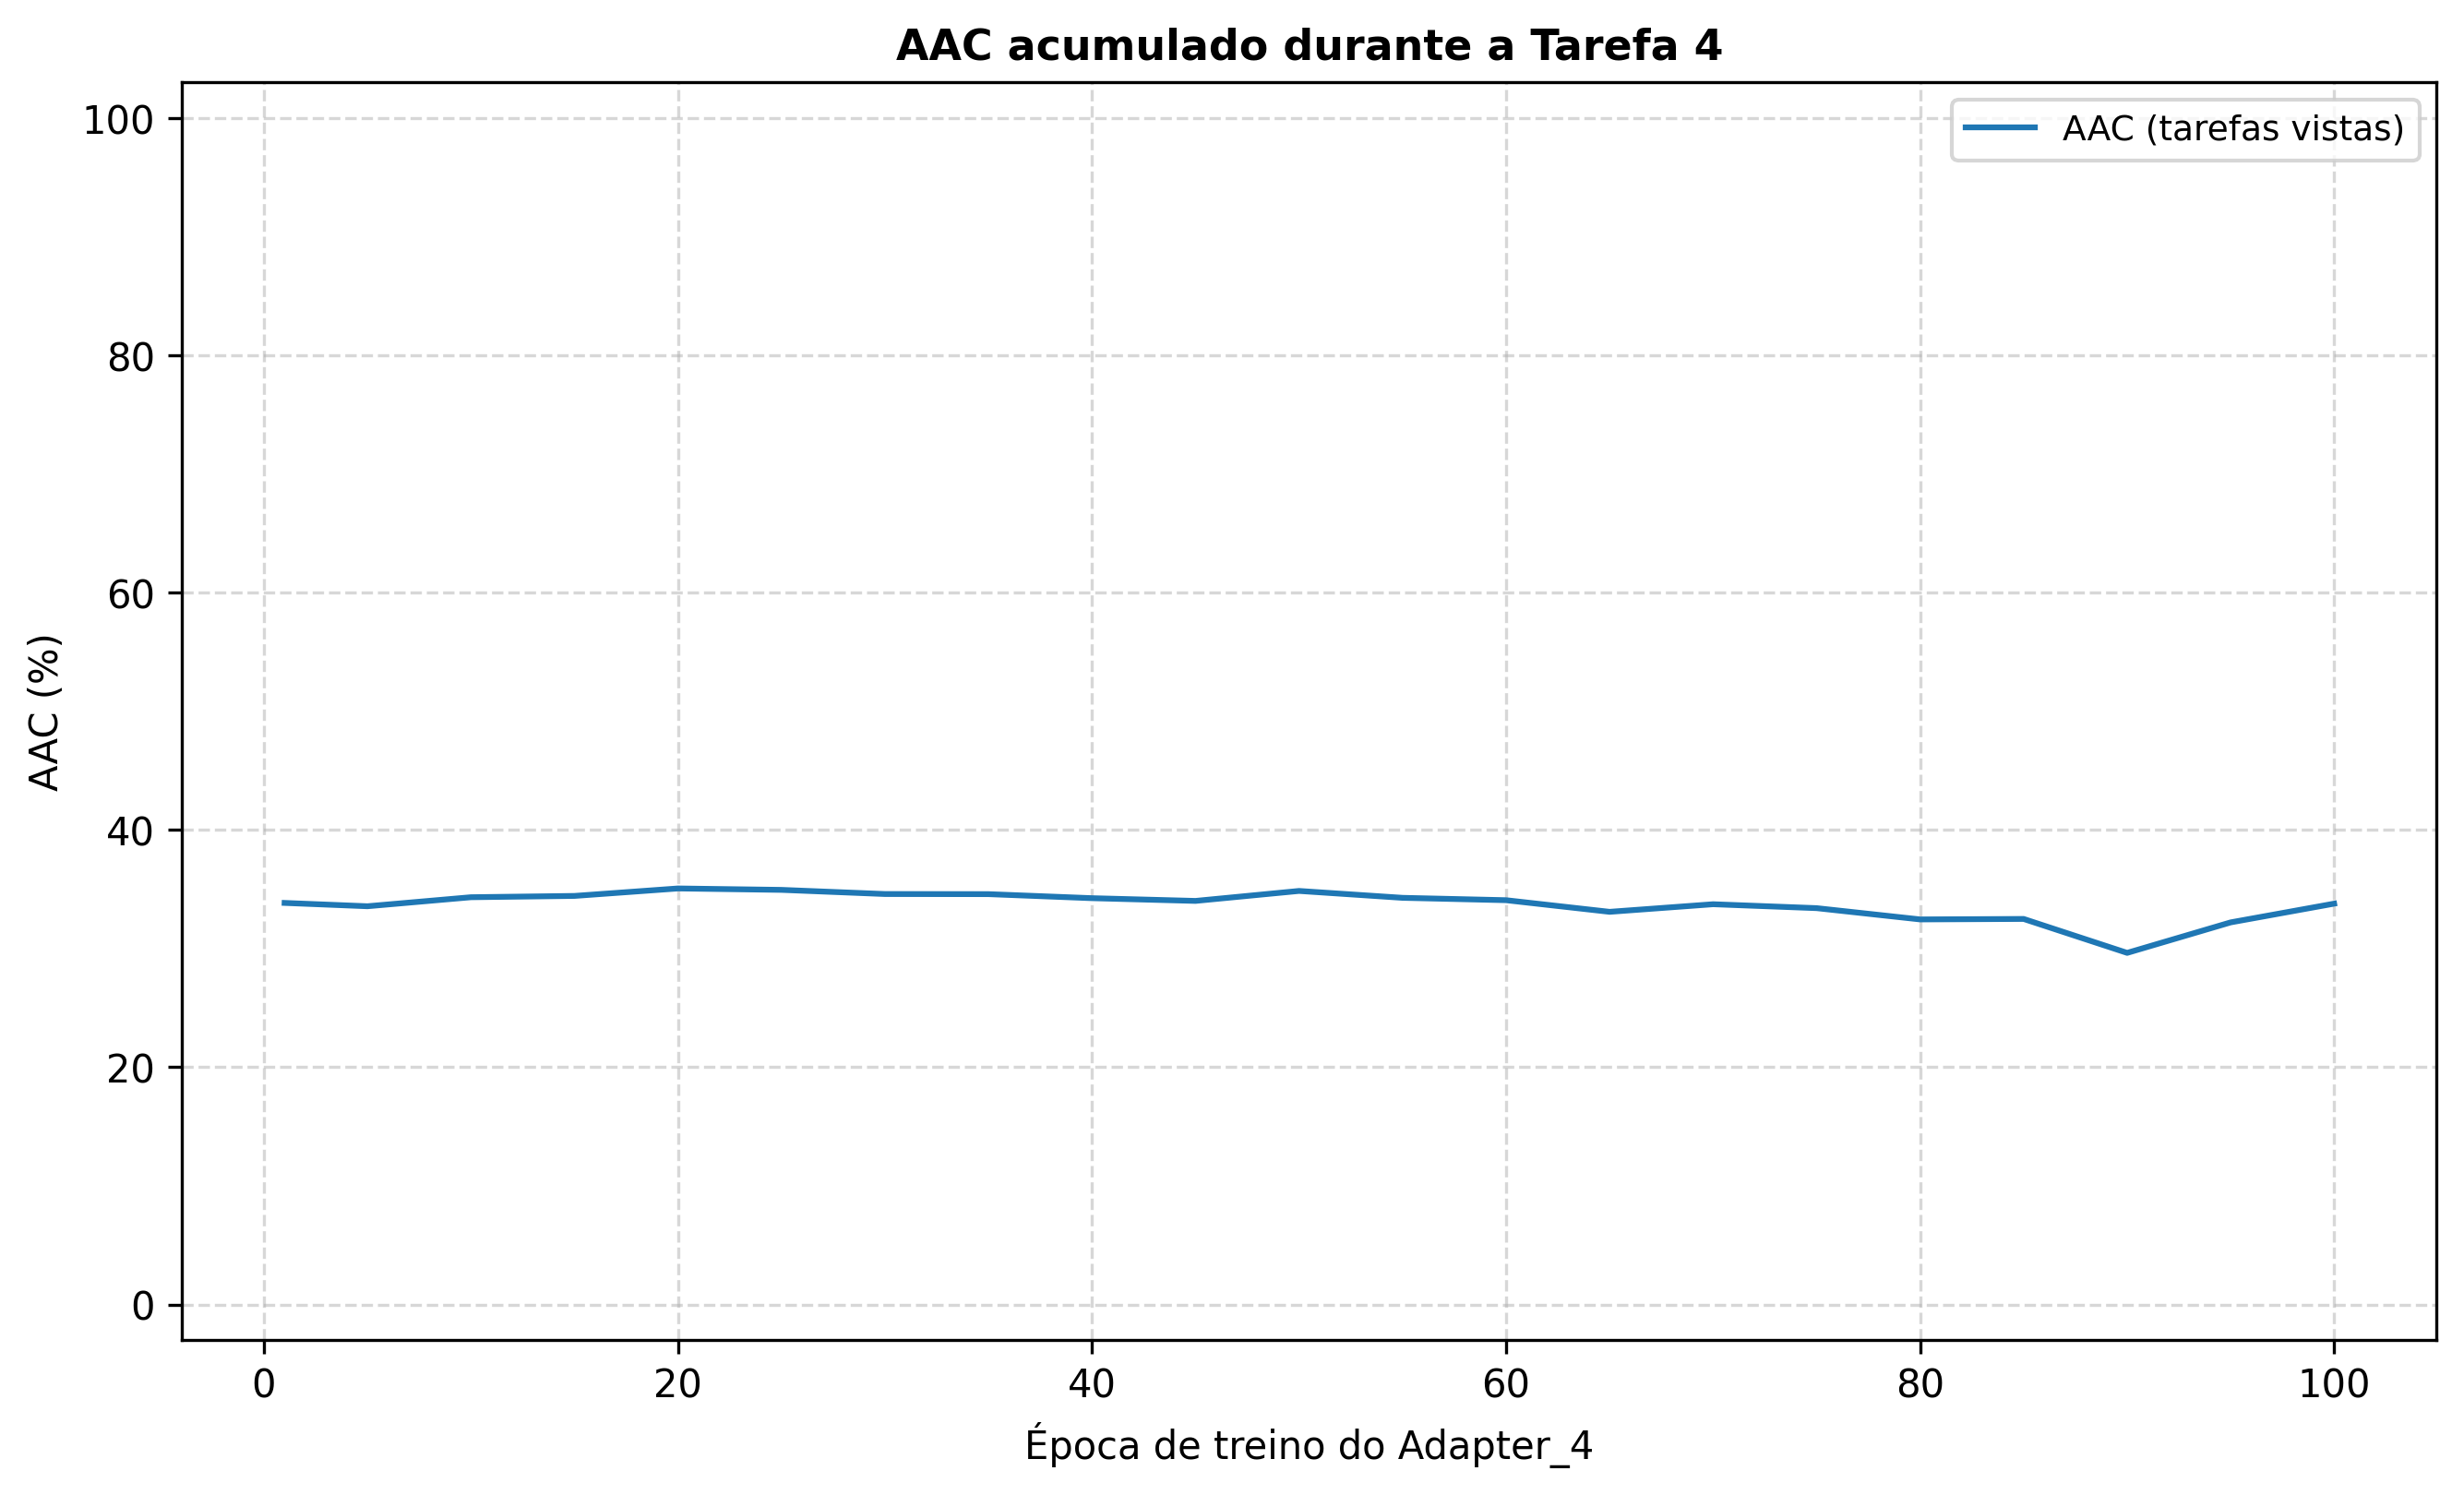 AAC acumulado durante a Tarefa 4
AAC (tarefas vistas)
100
80
60
40
20
0
AAC (%)
0 20 40 60 80 100
Época de treino do Adapter_4